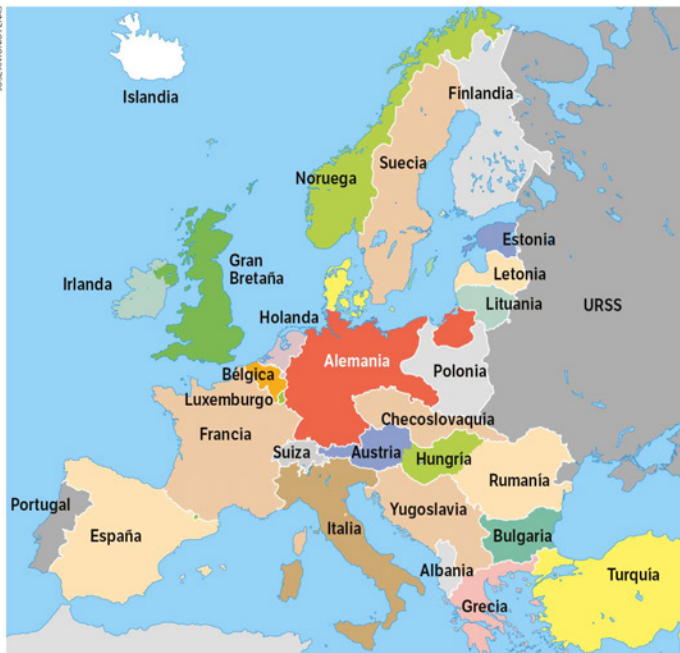 Islandia
Finlandia
Suecia
Noruega
Estonia
Gran
Bretaña
Letonia
Irlanda
Lituania
URSS
Holanda
Alemania
Polonia
Bélgica
Luxemburgo
Checoslovaquia
Francia
Suiza
Austria
Hungría
Rumanía
Portugal
Yugoslavia
España
Italia
Bulgaria
Albania
Turquía
Grecia